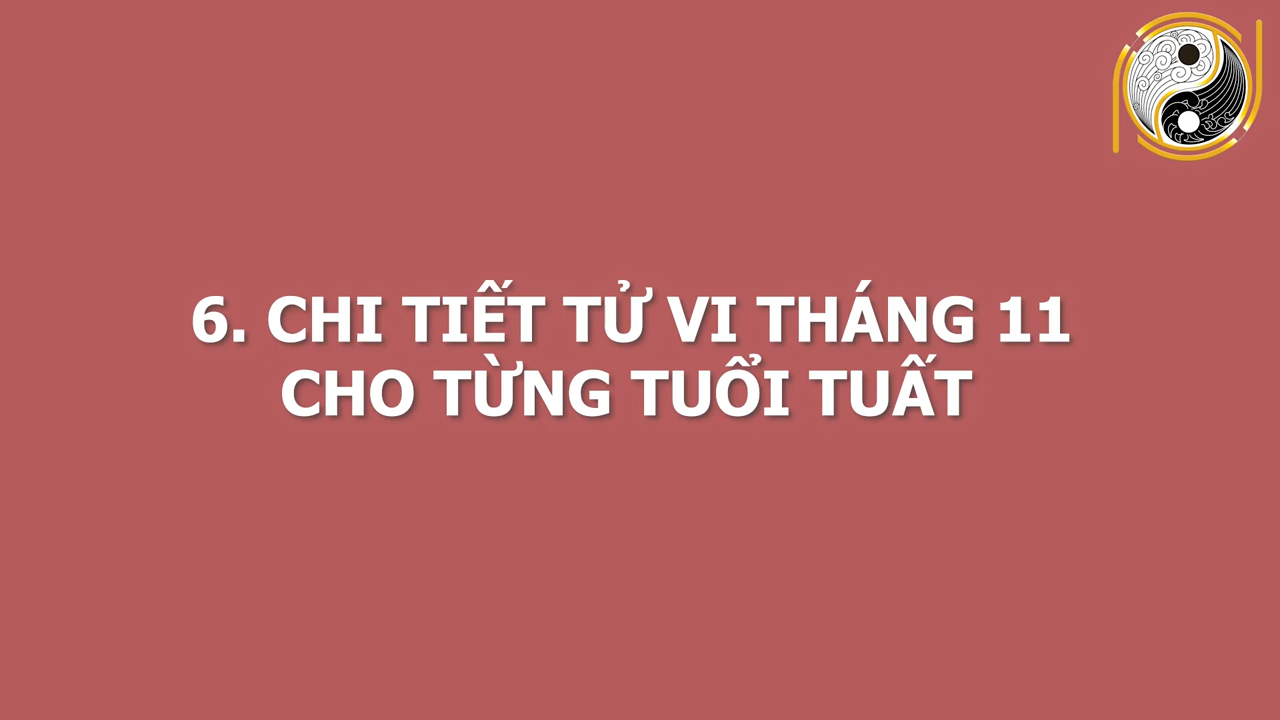 6. CHI TIẾT TỬ VI THÁNG 11
CHO TỪNG TUỔI TUẤT